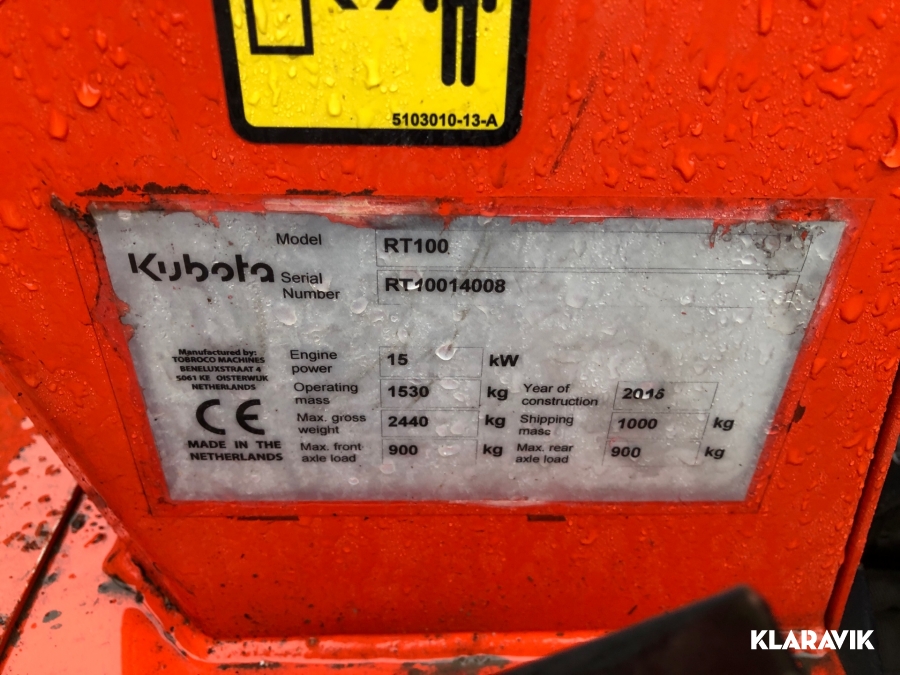 5103010-13-A
Kubota
Model RT100
Serial Number RT10014008
Manufactured by:
TOBROCO MACHINES
BENELUXSTRAAT 4
5061 KE OISTERWIJK
NETHERLANDS
CE
MADE IN THE
NETHERLANDS
Engine power 15 kW
Operating mass 1530 kg Year of construction
Max. gross weight 2440 kg Shipping mass 1000 kg
Max. front axle load 900 kg Max. rear axle load 900 kg
KLARAVIK